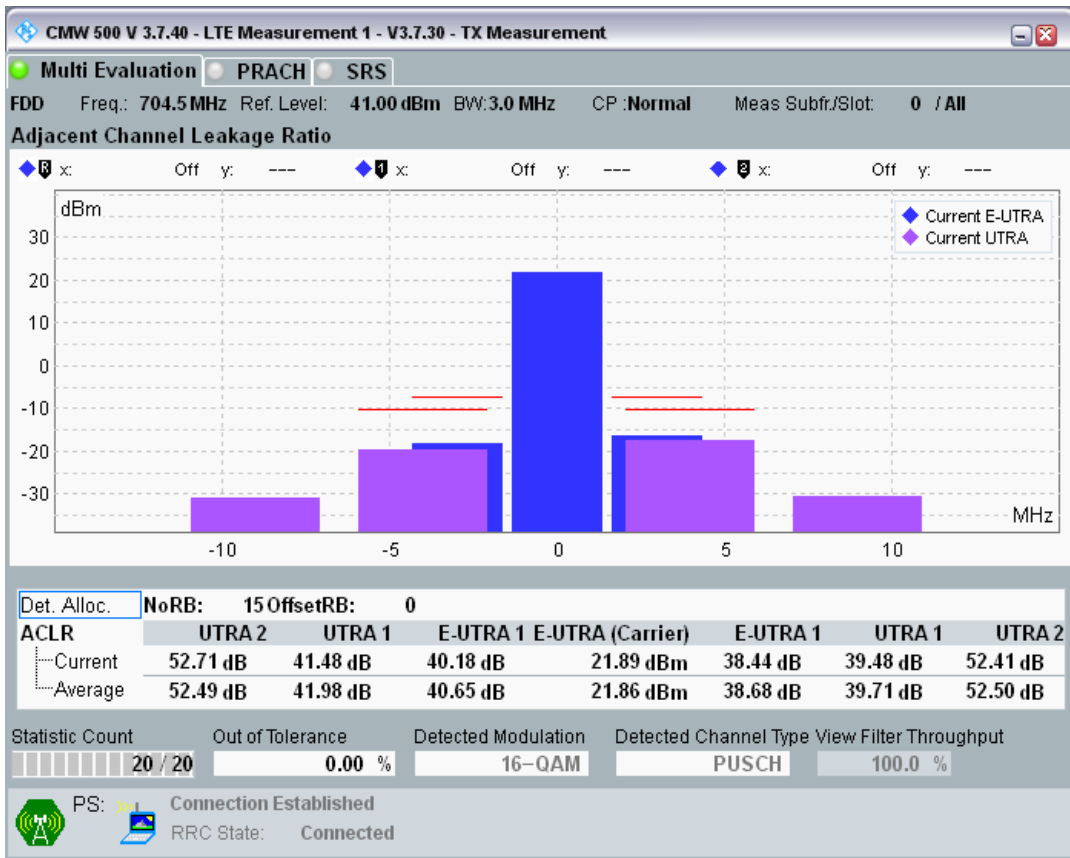 CMW 500 V 3.7.40 - LTE Measurement 1 - V3.7.30 - TX Measurement
Multi Evaluation PRACH SRS
FDD Freq.: 704.5 MHz Ref. Level: 41.00 dBm BW: 3.0 MHz CP : Normal Meas Subfr./Slot: 0 / All
Adjacent Channel Leakage Ratio
R x: Off y: --- 1 x: Off y: --- 2 x: Off y: ---
dBm
Current E-UTRA
Current UTRA
30
20
10
0
-10
-20
-30
MHz
-10 -5 0 5 10
Det. Alloc. NoRB: 15 OffsetRB: 0
ACLR UTRA 2 UTRA 1 E-UTRA 1 E-UTRA (Carrier) E-UTRA 1 UTRA 1 UTRA 2
Current 52.71 dB 41.48 dB 40.18 dB 21.89 dBm 38.44 dB 39.48 dB 52.41 dB
Average 52.49 dB 41.98 dB 40.65 dB 21.86 dBm 38.68 dB 39.71 dB 52.50 dB
Statistic Count Out of Tolerance Detected Modulation Detected Channel Type View Filter Throughput
20 / 20 0.00 % 16-QAM PUSCH 100.0 %
PS: Connection Established
RRC State: Connected